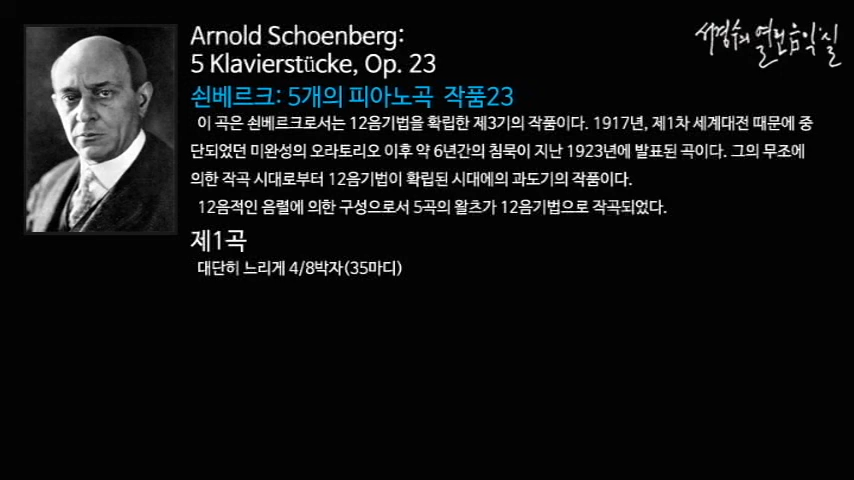 Arnold Schoenberg:
5 Klavierstücke, Op. 23
쇤베르크: 5개의 피아노곡 작품23
이 곡은 쇤베르크로서는 12음기법을 확립한 제3기의 작품이다. 1917년, 제1차 세계대전 때문에 중
단되었던 미완성의 오라토리오 이후 약 6년간의 침묵이 지난 1923년에 발표된 곡이다. 그의 무조에
의한 작곡 시대로부터 12음기법이 확립된 시대에의 과도기의 작품이다.
12음적인 음렬에 의한 구성으로서 5곡의 왈츠가 12음기법으로 작곡되었다.
제1곡
대단히 느리게 4/8박자(35마디)
서경수의 열린음악실